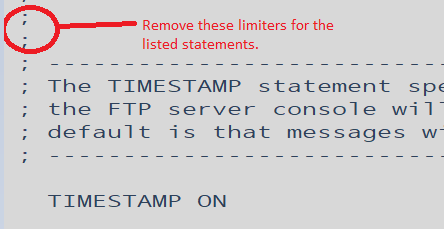 ;
Remove these limiters for the
listed statements.
;
; -----------------------------
; The TIMESTAMP statement spe
; the FTP server console wil
; default is that messages w
; -----------------------------
TIMESTAMP ON